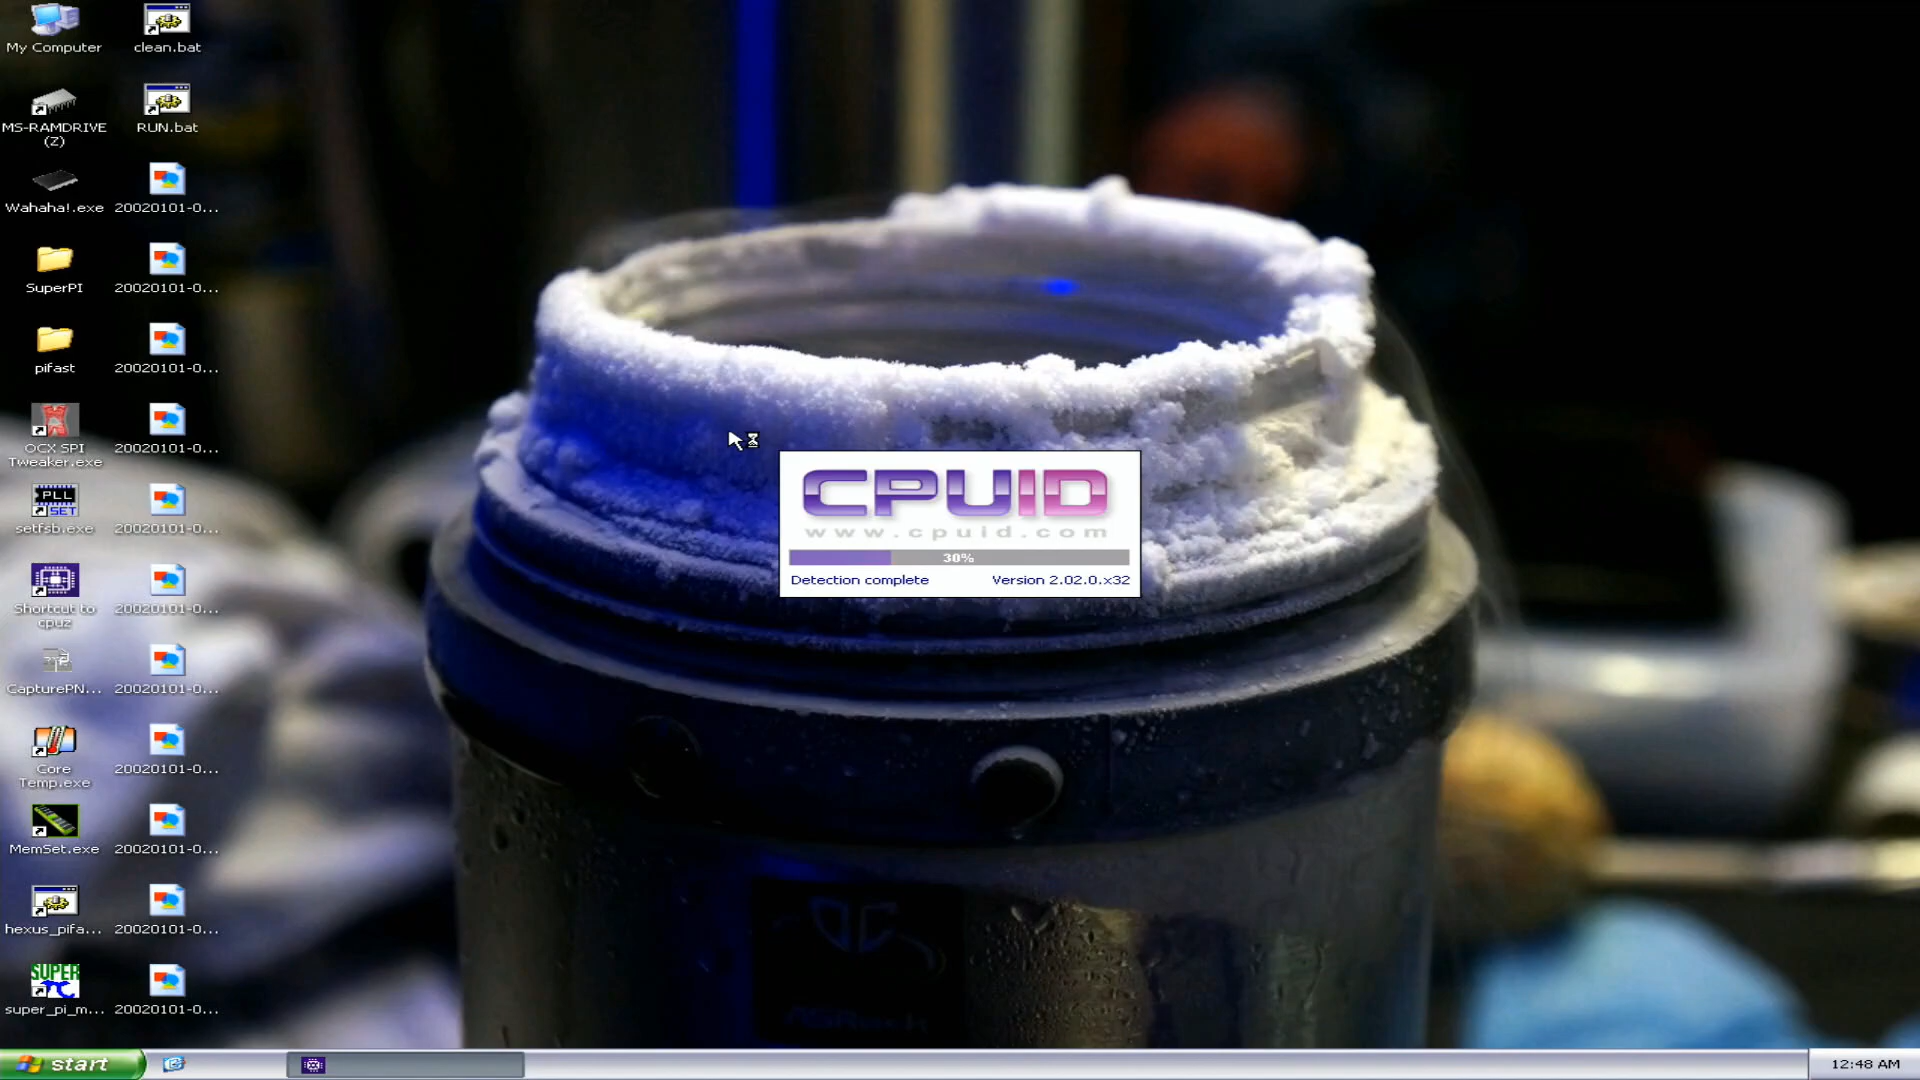 My Computer
clean.bat
MS-RAMDRIVE
(Z)
RUN.bat
Wahaha!.exe
20020101-0...
SuperPI
20020101-0...
pifast
20020101-0...
OCX SPI
Tweaker.exe
20020101-0...
PLL
SET
setfsb.exe
20020101-0...
Shortcut to
cpuz
20020101-0...
CapturePN...
20020101-0...
Core
Temp.exe
20020101-0...
MemSet.exe
20020101-0...
hexus_pifa...
20020101-0...
SUPER
super_pi_m...
20020101-0...
CPUID
www.cpuid.com
30%
Detection complete
Version 2.02.0.x32
ASRock
start
12:48 AM